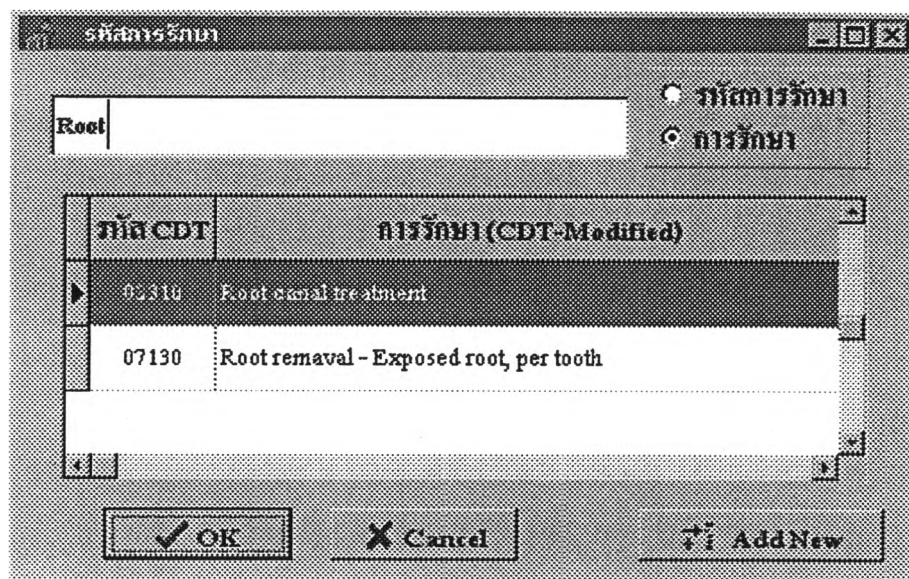 รหัสการรักษา
Root
รหัสการรักษา
การรักษา
รหัส CDT
การรักษา (CDT-Modified)
03310 Root canal treatment
07130 Root remaval - Exposed root, per tooth
OK
Cancel
Add New